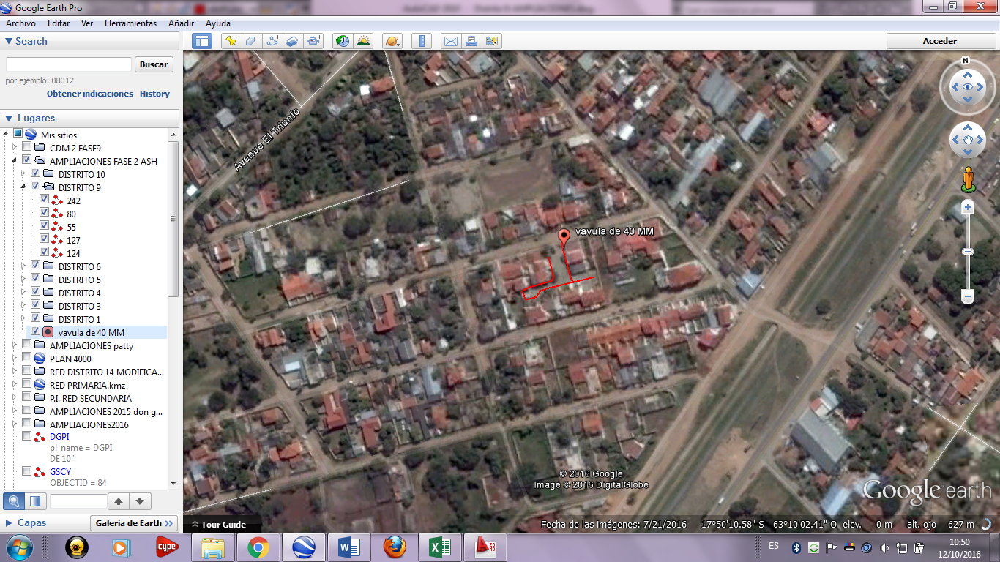 Google Earth Pro
Archivo Editar Ver Herramientas Añadir Ayuda
Search
Buscar
por ejemplo: 08012
Obtener indicaciones History
Lugares
Mis sitios
CDM 2 FASE9
AMPLIACIONES FASE 2 ASH
DISTRITO 10
DISTRITO 9
242
80
55
127
124
DISTRITO 6
DISTRITO 5
DISTRITO 4
DISTRITO 3
DISTRITO 1
vavula de 40 MM
AMPLIACIONES patty
PLAN 4000
RED DISTRITO 14 MODIFICA...
RED PRIMARIA.kmz
P.I. RED SECUNDARIA
AMPLIACIONES 2015 don g...
AMPLIACIONES2016
DGPI
pl_name = DGPI
DE 10"
GSCY
OBJECTID = 84
Capas
Galería de Earth »
Acceder
N
Avenue El Triunfo
vavula de 40 MM
© 2016 Google
Image © 2016 DigitalGlobe
Google earth
Tour Guide
Fecha de las imágenes: 7/21/2016 17°50'10.58" S 63°10'02.41" O elev. 0 m alt. ojo 627 m
cype
2010
ES
10:50
12/10/2016